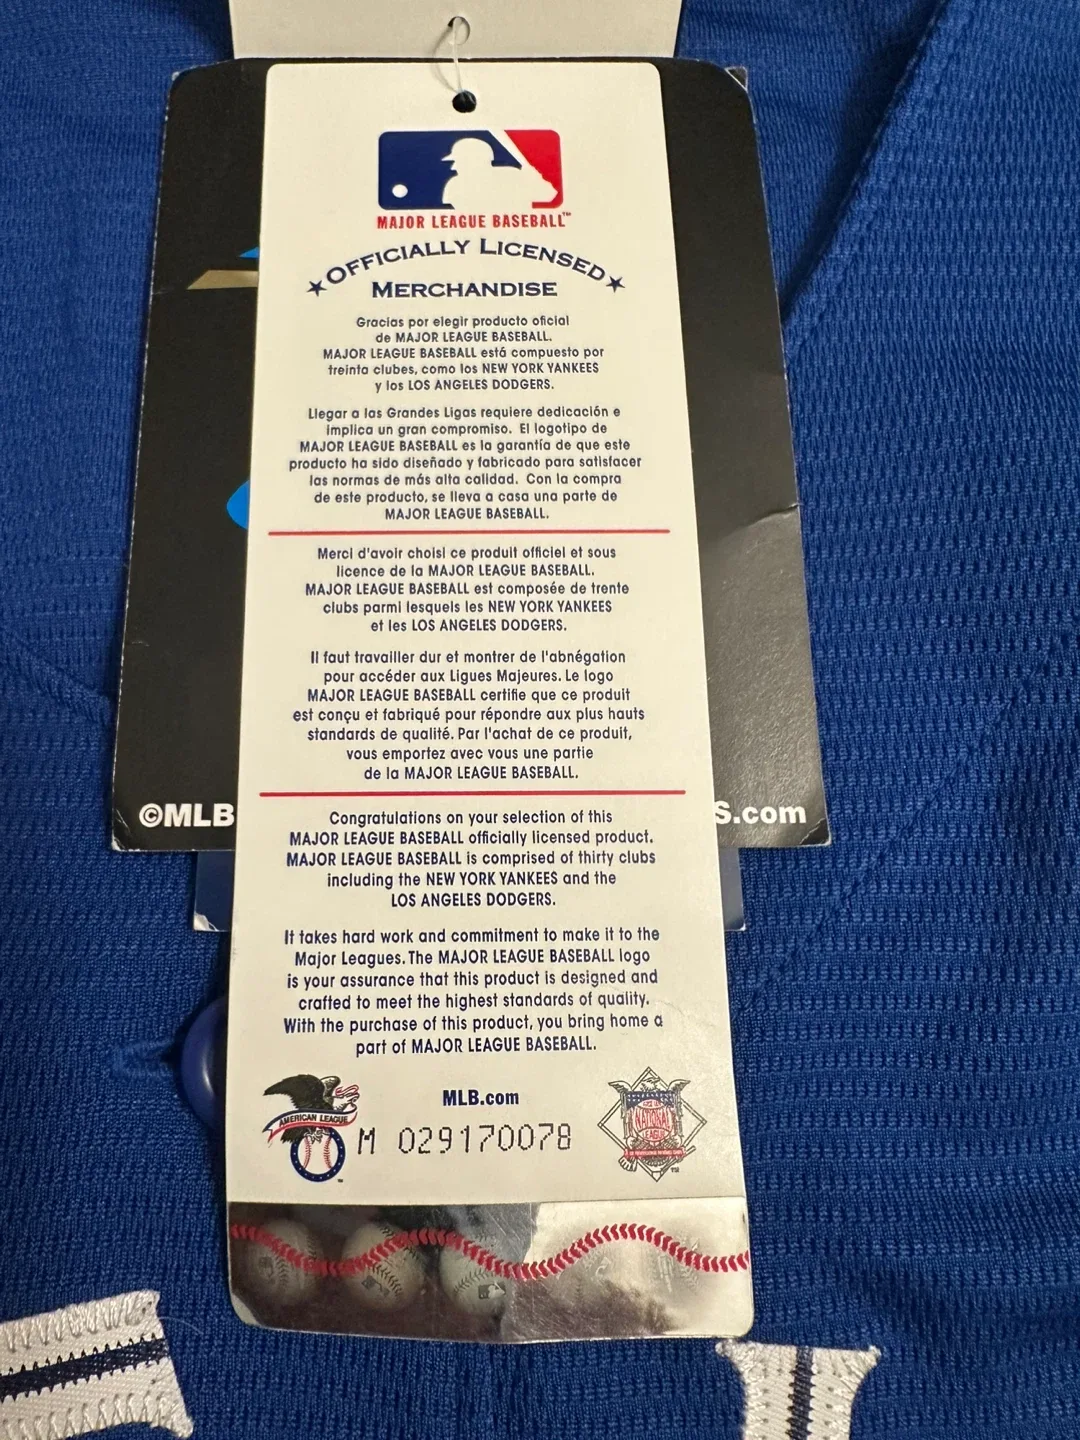 MAJOR LEAGUE BASEBALL™
★OFFICIALLY LICENSED★
MERCHANDISE
Gracias por elegir producto oficial
de MAJOR LEAGUE BASEBALL.
MAJOR LEAGUE BASEBALL está compuesto por
treinta clubes, como los NEW YORK YANKEES
y los LOS ANGELES DODGERS.
Llegar a las Grandes Ligas requiere dedicación e
implica un gran compromiso. El logotipo de
MAJOR LEAGUE BASEBALL es la garantía de que este
producto ha sido diseñado y fabricado para satisfacer
las normas de más alta calidad. Con la compra
de este producto, se lleva a casa una parte de
MAJOR LEAGUE BASEBALL.
Merci d'avoir choisi ce produit officiel et sous
licence de la MAJOR LEAGUE BASEBALL.
MAJOR LEAGUE BASEBALL est composée de trente
clubs parmi lesquels les NEW YORK YANKEES
et les LOS ANGELES DODGERS.
Il faut travailler dur et montrer de l'abnégation
pour accéder aux Ligues Majeures. Le logo
MAJOR LEAGUE BASEBALL certifie que ce produit
est conçu et fabriqué pour répondre aux plus hauts
standards de qualité. Par l'achat de ce produit,
vous emportez avec vous une partie
de la MAJOR LEAGUE BASEBALL.
©MLB
S.com
Congratulations on your selection of this
MAJOR LEAGUE BASEBALL officially licensed product.
MAJOR LEAGUE BASEBALL is comprised of thirty clubs
including the NEW YORK YANKEES and the
LOS ANGELES DODGERS.
It takes hard work and commitment to make it to the
Major Leagues. The MAJOR LEAGUE BASEBALL logo
is your assurance that this product is designed and
crafted to meet the highest standards of quality.
With the purchase of this product, you bring home a
part of MAJOR LEAGUE BASEBALL.
MLB.com
AMERICAN LEAGUE
M 029170078
NATIONAL
LEAGUE